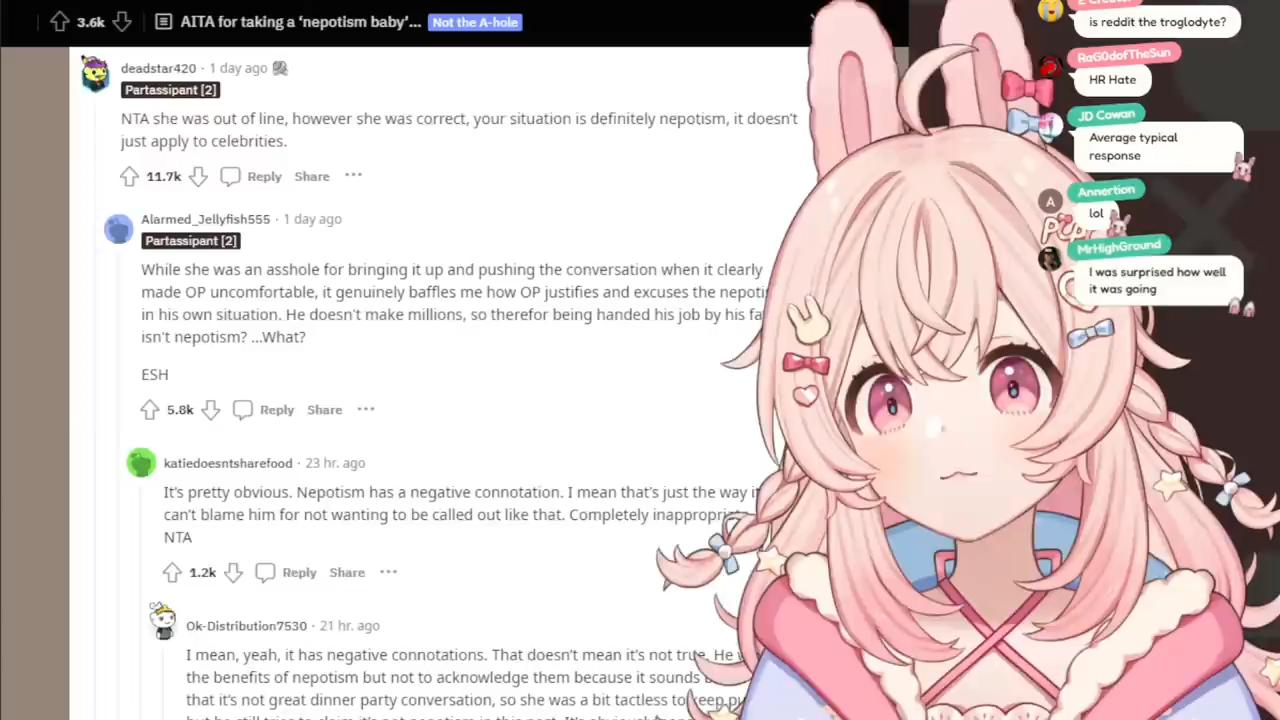 3.6k
AITA for taking a ‘nepotism baby’...
Not the A-hole
deadstar420 · 1 day ago
Partassipant [2]
NTA she was out of line, however she was correct, your situation is definitely nepotism, it doesn't
just apply to celebrities.
11.7k
Reply
Share
...
Alarmed_Jellyfish555 · 1 day ago
Partassipant [2]
While she was an asshole for bringing it up and pushing the conversation when it clearly
made OP uncomfortable, it genuinely baffles me how OP justifies and excuses the
in his own situation. He doesn't make millions, so therefor being handed his job by his
isn't nepotism? ...What?
ESH
5.8k
Reply
Share
...
katiedoesntsharefood · 23 hr. ago
It's pretty obvious. Nepotism has a negative connotation. I mean that's just the way
can't blame him for not wanting to be called out like that. Completely
NTA
1.2k
Reply
Share
...
Ok-Distribution7530 · 21 hr. ago
I mean, yeah, it has negative connotations. That doesn't mean it's not true. He
the benefits of nepotism but not to acknowledge them because it sounds
that it's not great dinner party conversation, so she was a bit tactless to keep
is reddit the troglodyte?
RaG0dofTheSun
HR Hate
JD Cowan
Average typical
response
Annertion
A
lol
MrHighGround
I was surprised how well
it was going